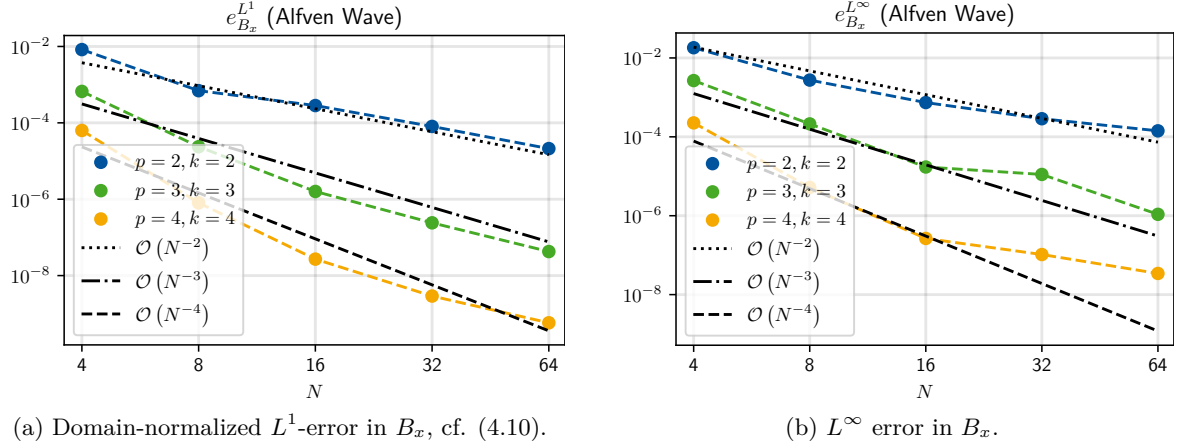 e_{B_x}^{L^1} (Alfven Wave)
10^{-2}
10^{-4}
10^{-6}
10^{-8}
p = 2, k = 2
p = 3, k = 3
p = 4, k = 4
O (N^{-2})
O (N^{-3})
O (N^{-4})
4 8 16 32 64
N
(a) Domain-normalized L^1-error in B_x, cf. (4.10).
e_{B_x}^{L^∞} (Alfven Wave)
10^{-2}
10^{-4}
10^{-6}
10^{-8}
p = 2, k = 2
p = 3, k = 3
p = 4, k = 4
O (N^{-2})
O (N^{-3})
O (N^{-4})
4 8 16 32 64
N
(b) L^∞ error in B_x.